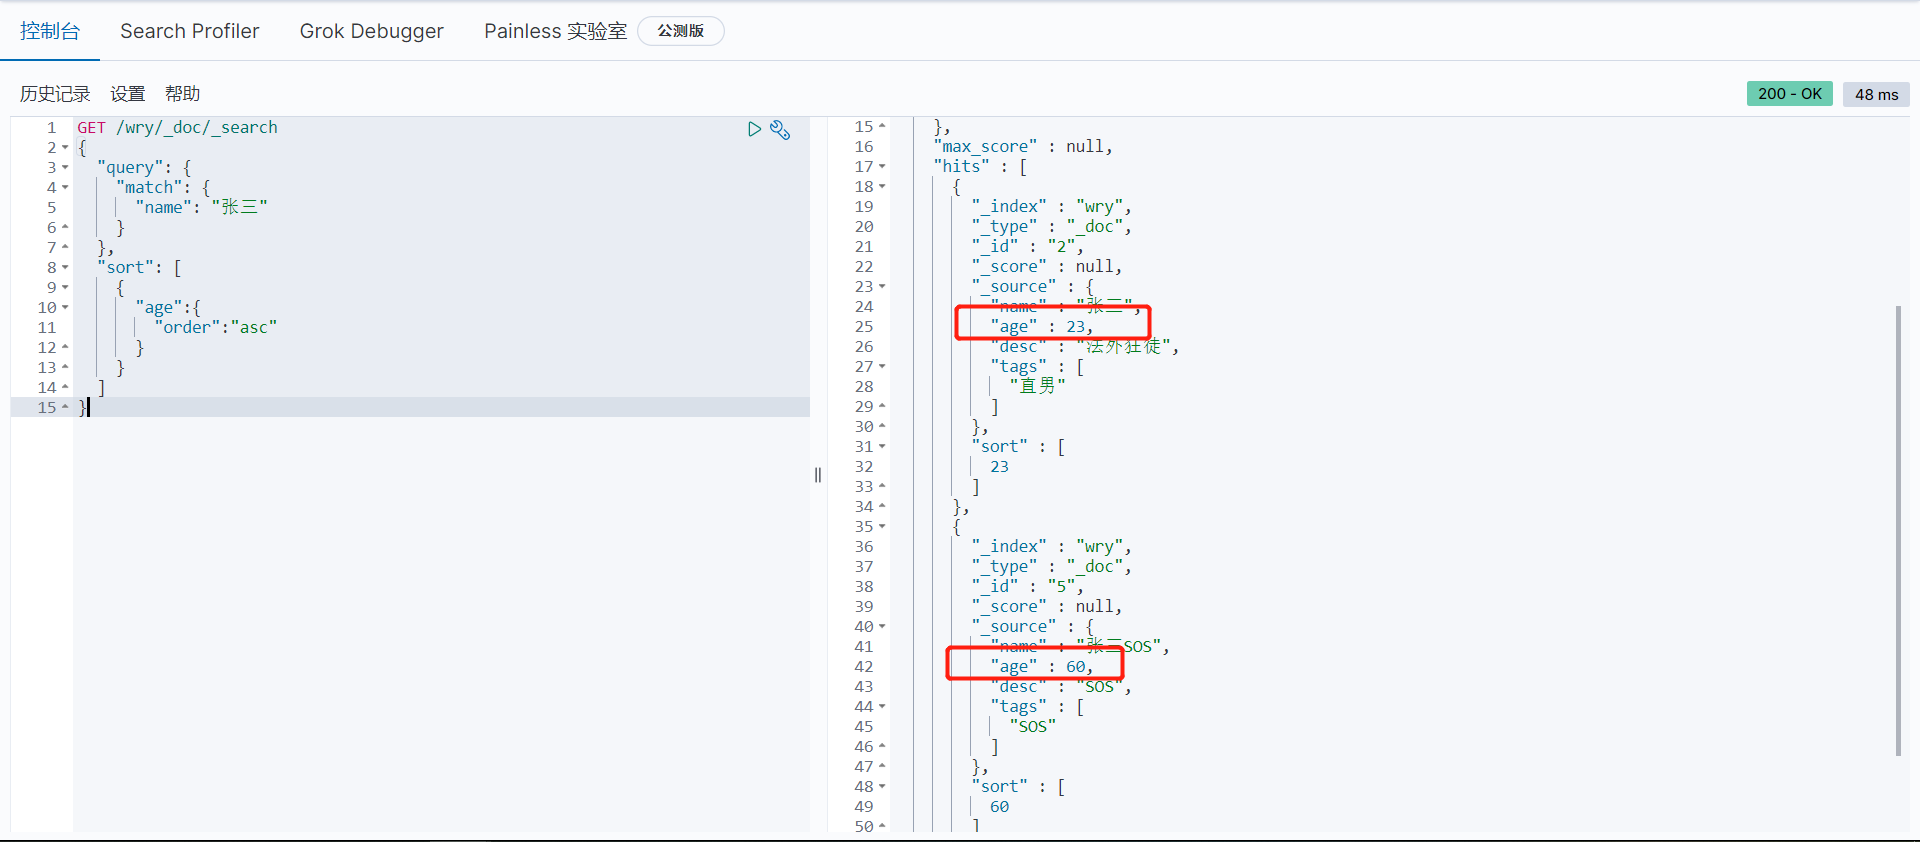 控制台 Search Profiler Grok Debugger Painless 实验室 公测版
历史记录 设置 帮助 200 - OK 48 ms
1 GET /wry/_doc/_search
2 {
3 "query": {
4 "match": {
5 "name": "张三"
6 }
7 },
8 "sort": [
9 {
10 "age":{
11 "order":"asc"
12 }
13 }
14 ]
15 }
15 },
16 "max_score" : null,
17 "hits" : [
18 {
19 "_index" : "wry",
20 "_type" : "_doc",
21 "_id" : "2",
22 "_score" : null,
23 "_source" : {
24 "name" : "张三",
25 "age" : 23,
26 "desc" : "法外狂徒",
27 "tags" : [
28 "直男"
29 ]
30 },
31 "sort" : [
32 23
33 ]
34 },
35 {
36 "_index" : "wry",
37 "_type" : "_doc",
38 "_id" : "5",
39 "_score" : null,
40 "_source" : {
41 "name" : "张三SOS",
42 "age" : 60,
43 "desc" : "SOS",
44 "tags" : [
45 "SOS"
46 ]
47 },
48 "sort" : [
49 60
50 ]